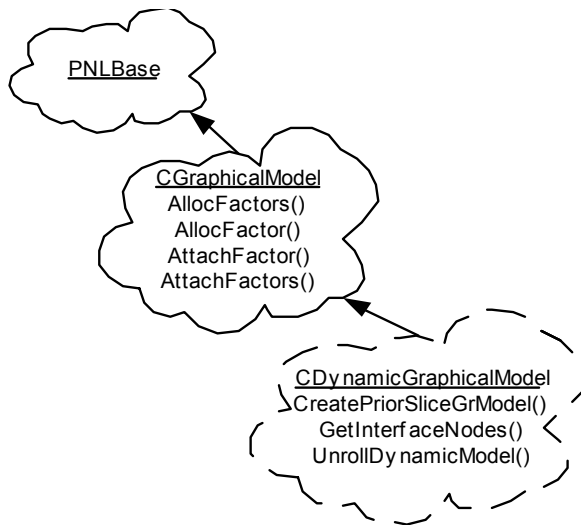 PNLBase
CGraphicalModel
AllocFactors()
AllocFactor()
AttachFactor()
AttachFactors()
CDynamicGraphicalModel
CreatePriorSliceGrModel()
GetInterfaceNodes()
UnrollDynamicModel()